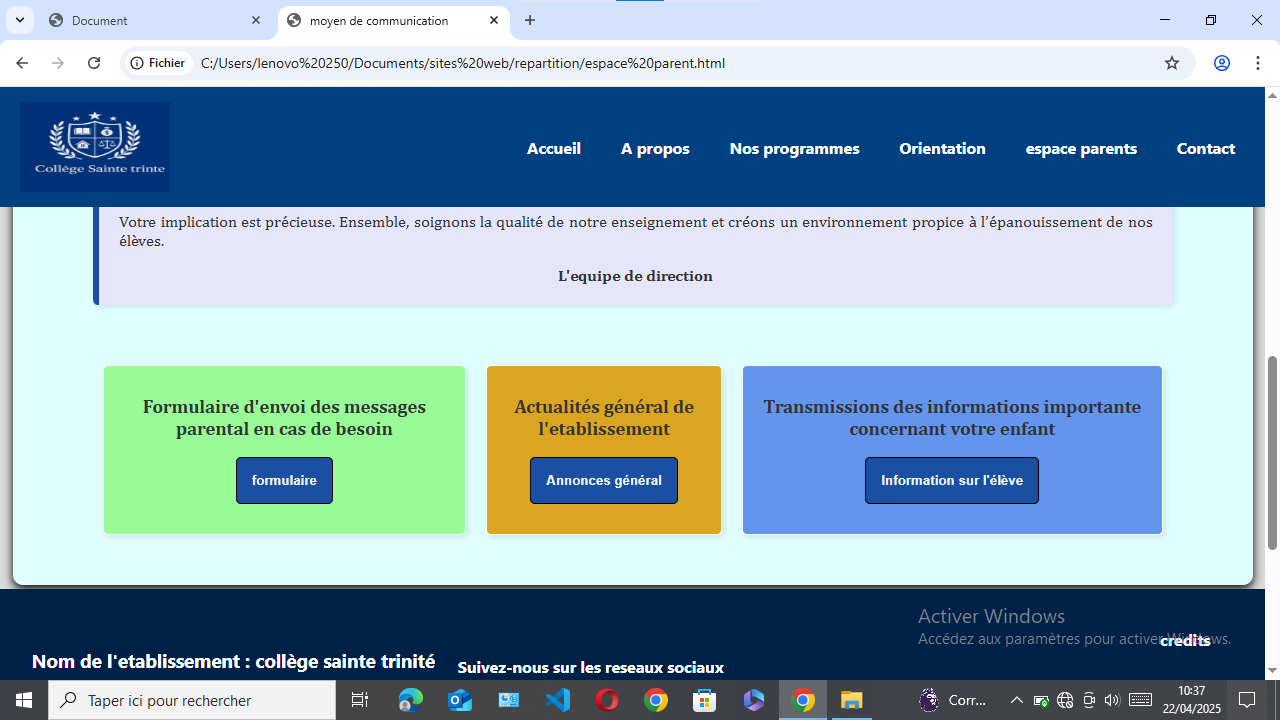 Document
moyen de communication
Fichier
C:/Users/lenovo%20250/Documents/sites%20web/repartition/espace%20parent.html
Collège Sainte trinte
Accueil
A propos
Nos programmes
Orientation
espace parents
Contact
Votre implication est précieuse. Ensemble, soignons la qualité de notre enseignement et créons un environnement propice à l’épanouissement de nos
élèves.
L'equipe de direction
Formulaire d'envoi des messages
parental en cas de besoin
formulaire
Actualités général de
l'etablissement
Annonces général
Transmissions des informations importante
concernant votre enfant
Information sur l'élève
Activer Windows
Accédez aux paramètres pour activer Windows.
credits
Nom de l'etablissement : collège sainte trinité
Suivez-nous sur les reseaux sociaux
Taper ici pour rechercher
Corr...
10:37
22/04/2025